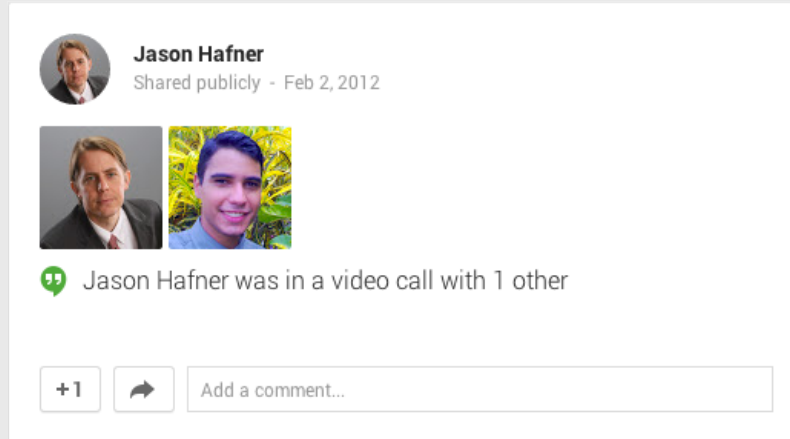 Jason Hafner
Shared publicly - Feb 2, 2012
Jason Hafner was in a video call with 1 other
+1
Add a comment...